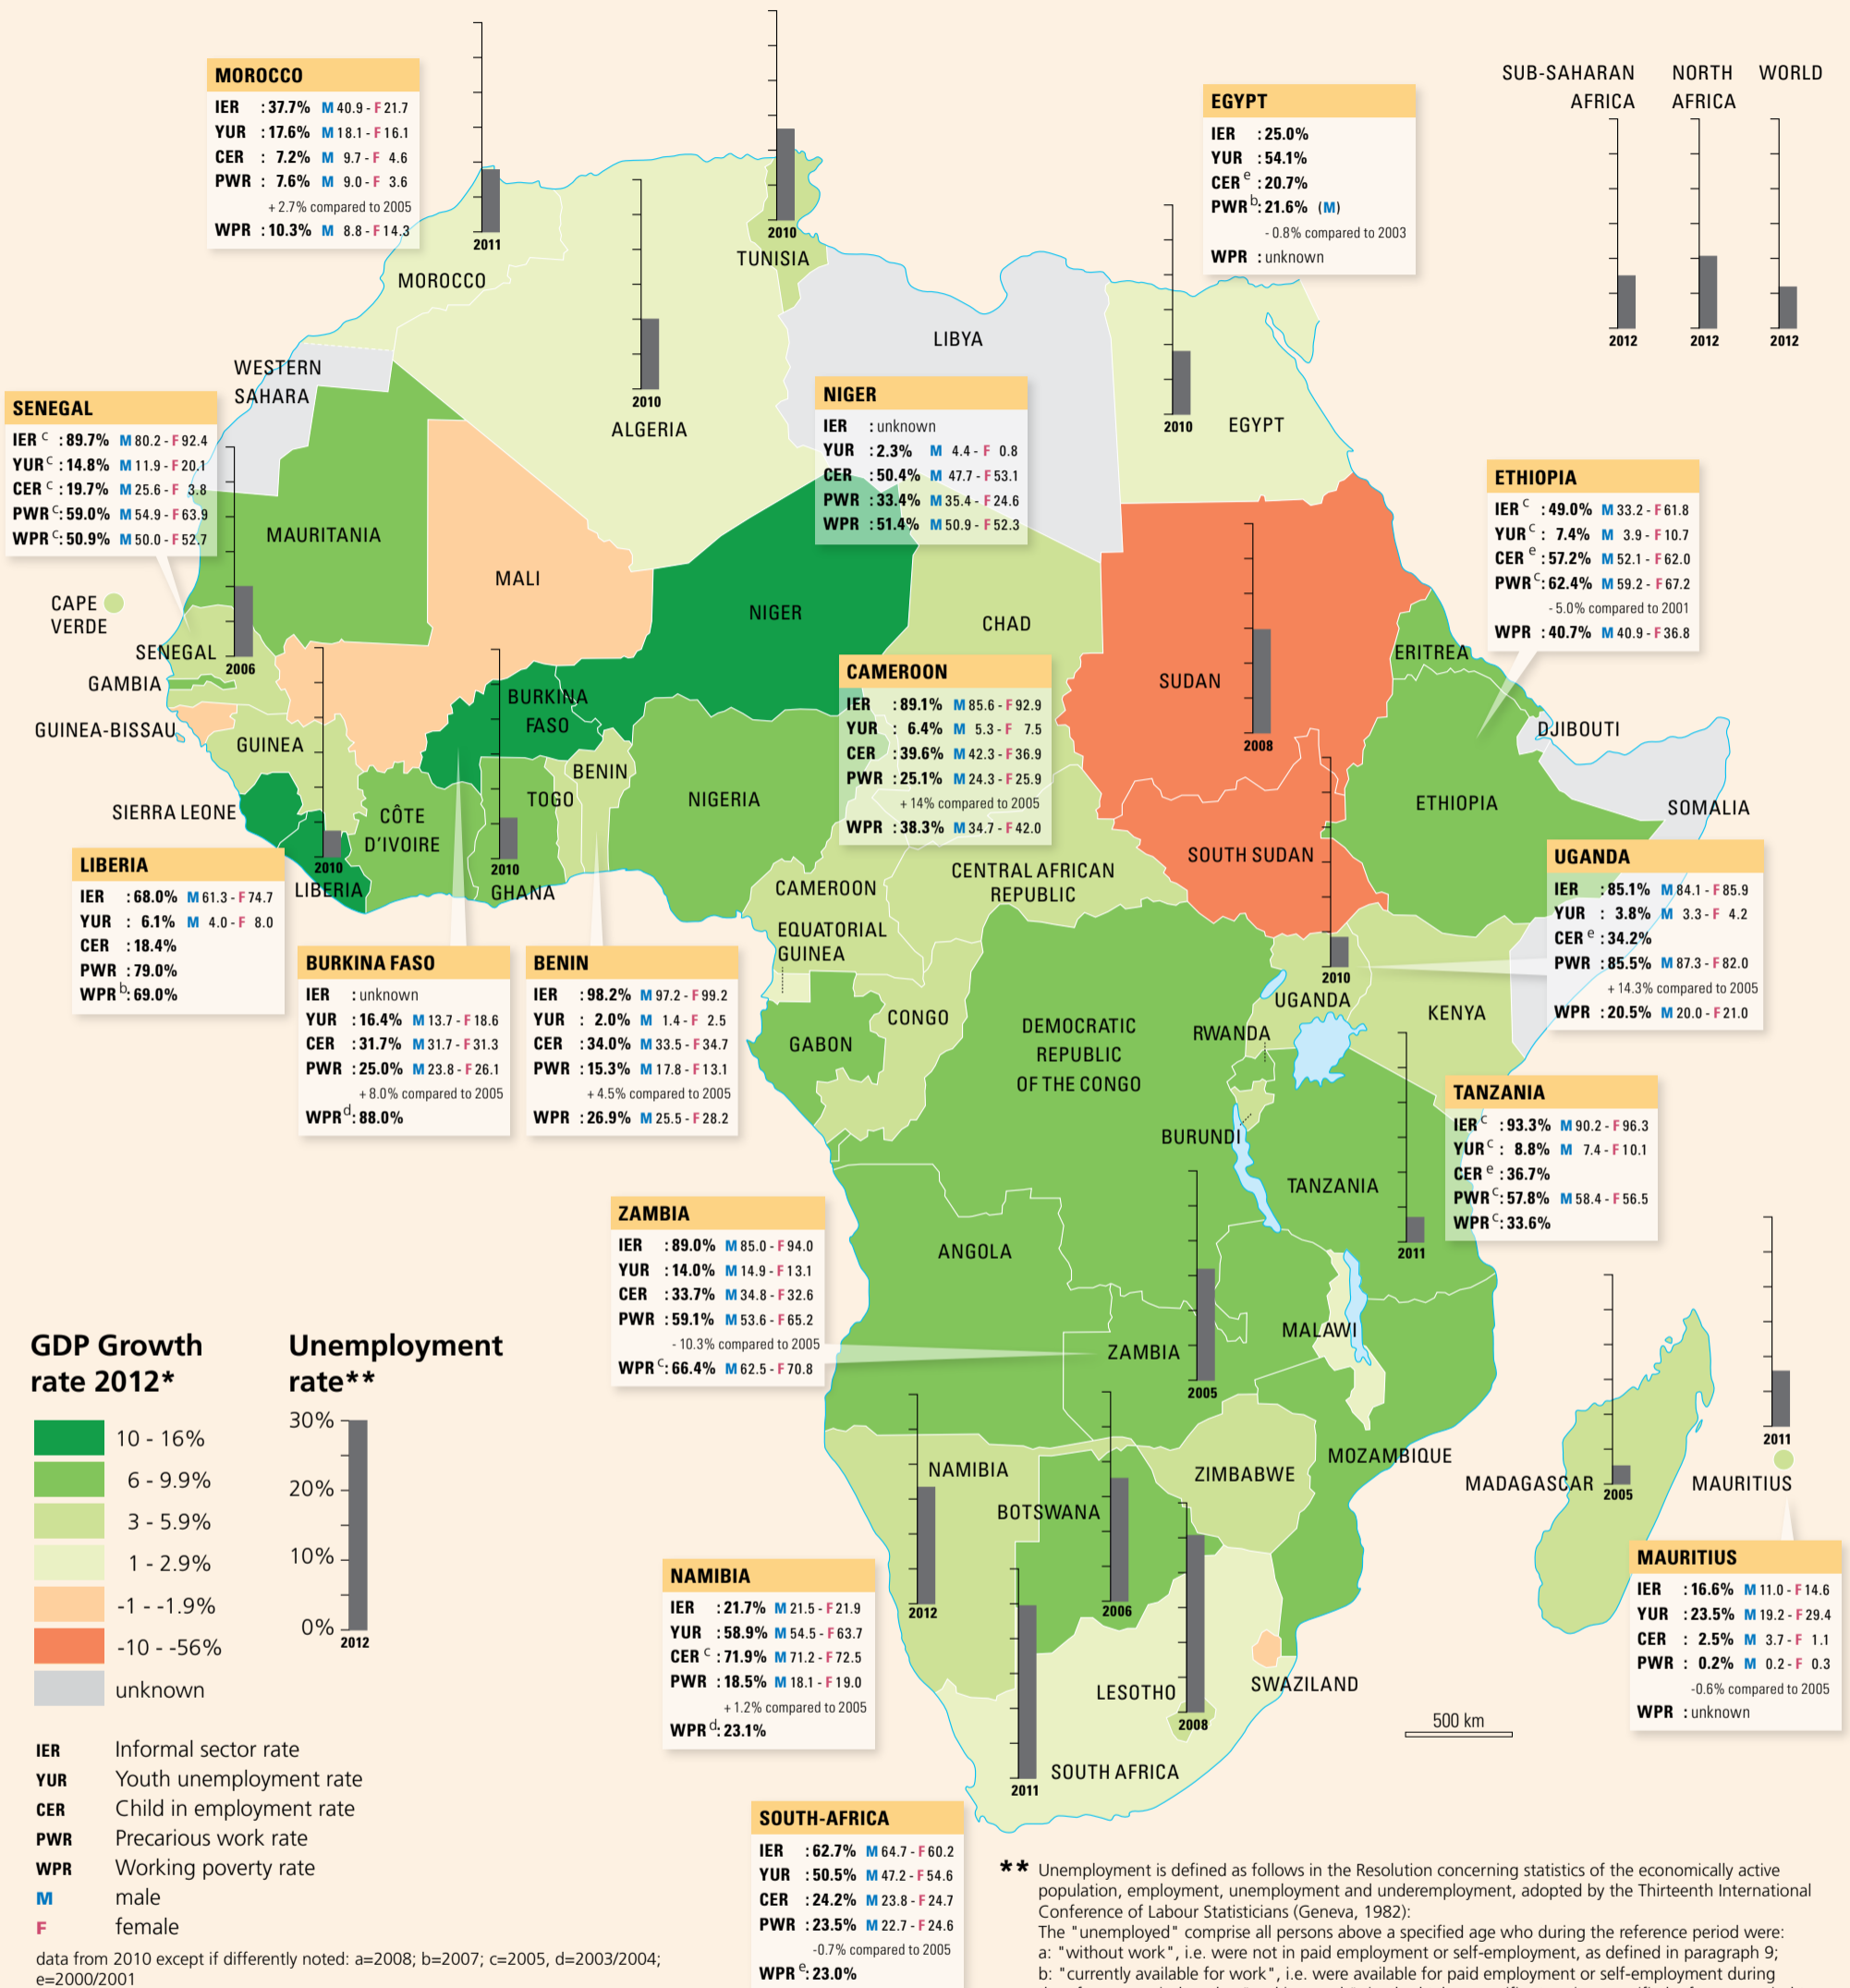 SUB-SAHARAN AFRICA
NORTH AFRICA
WORLD
2012
2012
2012
MOROCCO
IER : 37.7% M 40.9 - F 21.7
YUR : 17.6% M 18.1 - F 16.1
CER : 7.2% M 9.7 - F 4.6
PWR : 7.6% M 9.0 - F 3.6
+ 2.7% compared to 2005
WPR : 10.3% M 8.8 - F 14.3
EGYPT
IER : 25.0%
YUR : 54.1%
CER e : 20.7%
PWR b : 21.6% (M)
- 0.8% compared to 2003
WPR : unknown
2011
2010
TUNISIA
MOROCCO
LIBYA
WESTERN
SAHARA
2010
ALGERIA
2010
EGYPT
SENEGAL
IER c : 89.7% M 80.2 - F 92.4
YUR c : 14.8% M 11.9 - F 20.1
CER c : 19.7% M 25.6 - F 3.8
PWR c : 59.0% M 54.9 - F 63.9
WPR c : 50.9% M 50.0 - F 52.7
NIGER
IER : unknown
YUR : 2.3% M 4.4 - F 0.8
CER : 50.4% M 47.7 - F 53.1
PWR : 33.4% M 35.4 - F 24.6
WPR : 51.4% M 50.9 - F 52.3
ETHIOPIA
IER c : 49.0% M 33.2 - F 61.8
YUR c : 7.4% M 3.9 - F 10.7
CER e : 57.2% M 52.1 - F 62.0
PWR c : 62.4% M 59.2 - F 67.2
- 5.0% compared to 2001
WPR : 40.7% M 40.9 - F 36.8
MAURITANIA
MALI
NIGER
CHAD
CAPE
VERDE
SENEGAL
2006
GAMBIA
GUINEA-BISSAU
GUINEA
SIERRA LEONE
SUDAN
2008
ERITREA
DJIBOUTI
ETHIOPIA
SOMALIA
CAMEROON
IER : 89.1% M 85.6 - F 92.9
YUR : 6.4% M 5.3 - F 7.5
CER : 39.6% M 42.3 - F 36.9
PWR : 25.1% M 24.3 - F 25.9
+ 14% compared to 2005
WPR : 38.3% M 34.7 - F 42.0
BURKINA
FASO
BENIN
TOGO
NIGERIA
CÔTE
D'IVOIRE
2010
LIBERIA
2010
GHANA
SOUTH SUDAN
CENTRAL AFRICAN
REPUBLIC
CAMEROON
EQUATORIAL
GUINEA
LIBERIA
IER : 68.0% M 61.3 - F 74.7
YUR : 6.1% M 4.0 - F 8.0
CER : 18.4%
PWR : 79.0%
WPR b : 69.0%
UGANDA
IER : 85.1% M 84.1 - F 85.9
YUR : 3.8% M 3.3 - F 4.2
CER e : 34.2%
PWR : 85.5% M 87.3 - F 82.0
+ 14.3% compared to 2005
WPR : 20.5% M 20.0 - F 21.0
BURKINA FASO
IER : unknown
YUR : 16.4% M 13.7 - F 18.6
CER : 31.7% M 31.7 - F 31.3
PWR : 25.0% M 23.8 - F 26.1
+ 8.0% compared to 2005
WPR d : 88.0%
BENIN
IER : 98.2% M 97.2 - F 99.2
YUR : 2.0% M 1.4 - F 2.5
CER : 34.0% M 33.5 - F 34.7
PWR : 15.3% M 17.8 - F 13.1
+ 4.5% compared to 2005
WPR : 26.9% M 25.5 - F 28.2
2010
UGANDA
KENYA
CONGO
GABON
DEMOCRATIC
REPUBLIC
OF THE CONGO
RWANDA
BURUNDI
TANZANIA
2011
TANZANIA
IER c : 93.3% M 90.2 - F 96.3
YUR c : 8.8% M 7.4 - F 10.1
CER e : 36.7%
PWR c : 57.8% M 58.4 - F 56.5
WPR c : 33.6%
ZAMBIA
IER : 89.0% M 85.0 - F 94.0
YUR : 14.0% M 14.9 - F 13.1
CER : 33.7% M 34.8 - F 32.6
PWR : 59.1% M 53.6 - F 65.2
- 10.3% compared to 2005
WPR c : 66.4% M 62.5 - F 70.8
ANGOLA
ZAMBIA
2005
MALAWI
MOZAMBIQUE
NAMIBIA
2012
BOTSWANA
2006
ZIMBABWE
MADAGASCAR
2005
2011
MAURITIUS
MAURITIUS
IER : 16.6% M 11.0 - F 14.6
YUR : 23.5% M 19.2 - F 29.4
CER : 2.5% M 3.7 - F 1.1
PWR : 0.2% M 0.2 - F 0.3
-0.6% compared to 2005
WPR : unknown
NAMIBIA
IER : 21.7% M 21.5 - F 21.9
YUR : 58.9% M 54.5 - F 63.7
CER c : 71.9% M 71.2 - F 72.5
PWR : 18.5% M 18.1 - F 19.0
+ 1.2% compared to 2005
WPR d : 23.1%
LESOTHO
2008
SWAZILAND
500 km
2011
SOUTH AFRICA
SOUTH-AFRICA
IER : 62.7% M 64.7 - F 60.2
YUR : 50.5% M 47.2 - F 54.6
CER : 24.2% M 23.8 - F 24.7
PWR : 23.5% M 22.7 - F 24.6
-0.7% compared to 2005
WPR e : 23.0%
GDP Growth
rate 2012*
10 - 16%
6 - 9.9%
3 - 5.9%
1 - 2.9%
-1 - -1.9%
-10 - -56%
unknown
Unemployment
rate**
30%
20%
10%
0%
2012
IER Informal sector rate
YUR Youth unemployment rate
CER Child in employment rate
PWR Precarious work rate
WPR Working poverty rate
M male
F female
data from 2010 except if differently noted: a=2008; b=2007; c=2005, d=2003/2004;
e=2000/2001
** Unemployment is defined as follows in the Resolution concerning statistics of the economically active
population, employment, unemployment and underemployment, adopted by the Thirteenth International
Conference of Labour Statisticians (Geneva, 1982):
The "unemployed" comprise all persons above a specified age who during the reference period were:
a: "without work", i.e. were not in paid employment or self-employment, as defined in paragraph 9;
b: "currently available for work", i.e. were available for paid employment or self-employment during